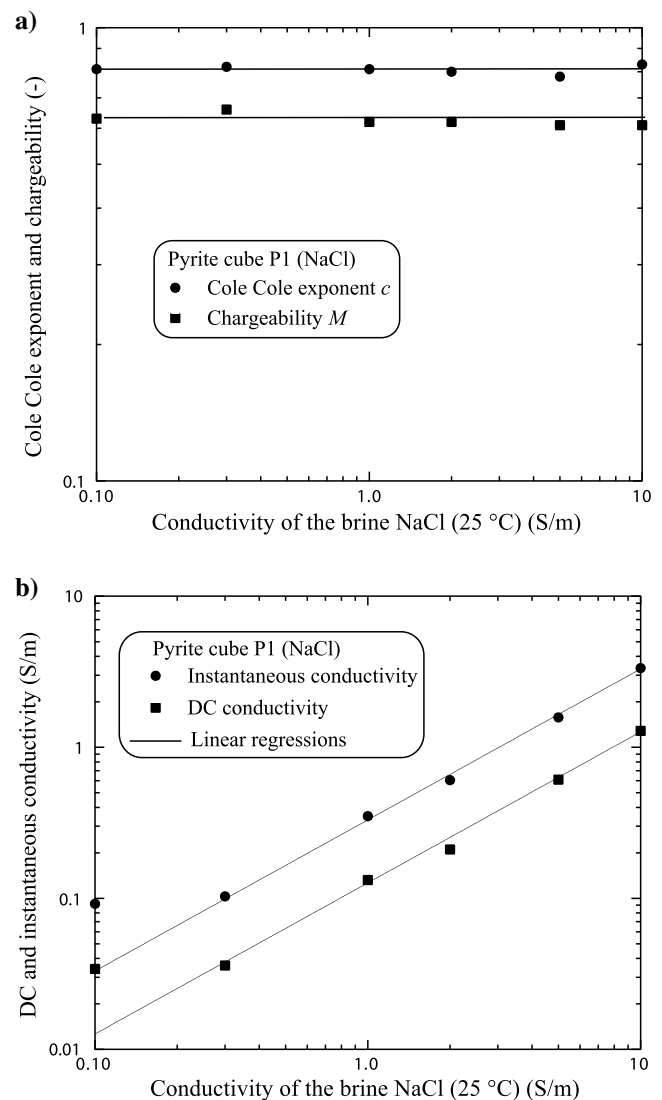 a)
1
Cole Cole exponent and chargeability (-)
Pyrite cube P1 (NaCl)
Cole Cole exponent c
Chargeability M
0.1
0.10
1.0
10
Conductivity of the brine NaCl (25 °C) (S/m)
b)
10
DC and instantaneous conductivity (S/m)
Pyrite cube P1 (NaCl)
Instantaneous conductivity
DC conductivity
Linear regressions
1
0.1
0.01
0.10
1.0
10
Conductivity of the brine NaCl (25 °C) (S/m)